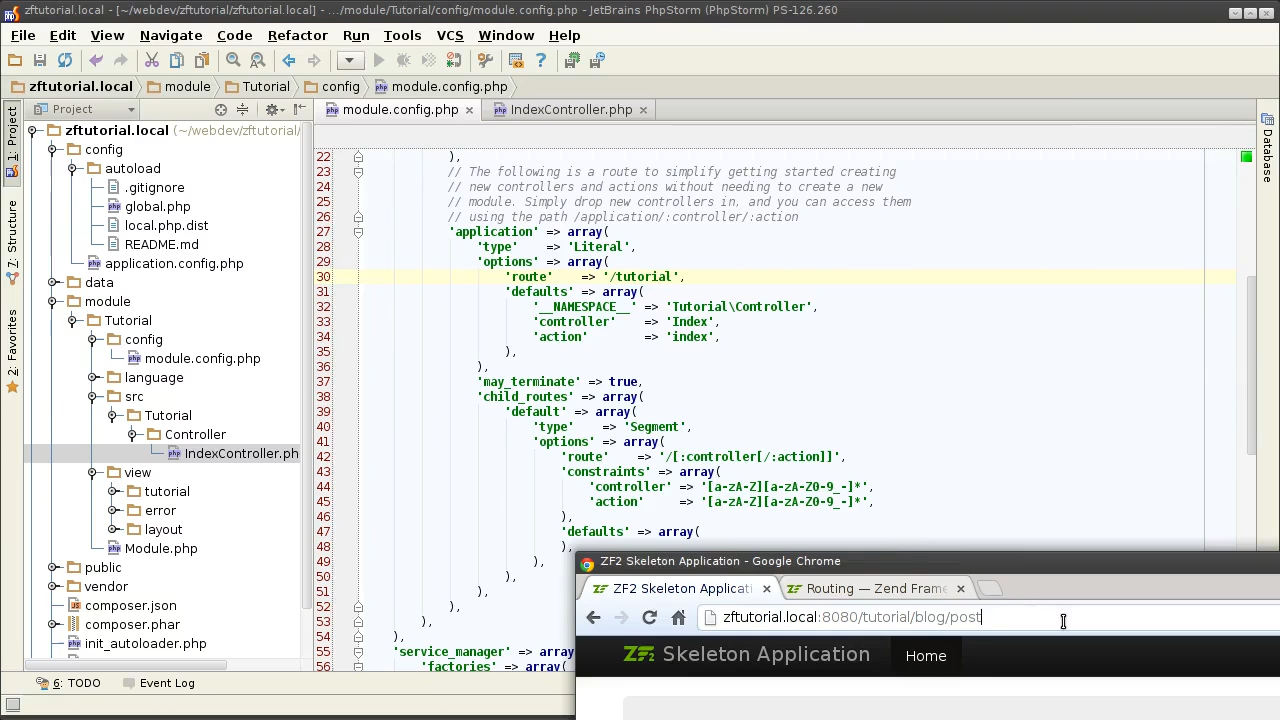 zftutorial.local - [~/webdev/zftutorial/zftutorial.local] - .../module/Tutorial/config/module.config.php - JetBrains PhpStorm (PhpStorm) PS-126.260
File Edit View Navigate Code Refactor Run Tools VCS Window Help
zftutorial.local module Tutorial config module.config.php
Project
module.config.php IndexController.php
1: Project
7: Structure
2: Favorites
Database
zftutorial.local (~/webdev/zftutorial/
config
autoload
.gitignore
global.php
local.php.dist
README.md
application.config.php
data
module
Tutorial
config
module.config.php
language
src
Tutorial
Controller
IndexController.ph
view
tutorial
error
layout
Module.php
public
vendor
composer.json
composer.phar
init_autoloader.php
22 ),
23 // The following is a route to simplify getting started creating
24 // new controllers and actions without needing to create a new
25 // module. Simply drop new controllers in, and you can access them
26 // using the path /application/:controller/:action
27 'application' => array(
28 'type'    => 'Literal',
29 'options' => array(
30 'route'    => '/tutorial',
31 'defaults' => array(
32 '__NAMESPACE__' => 'Tutorial\Controller',
33 'controller'    => 'Index',
34 'action'        => 'index',
35 ),
36 ),
37 'may_terminate' => true,
38 'child_routes' => array(
39 'default' => array(
40 'type'    => 'Segment',
41 'options' => array(
42 'route'    => '/[:controller[/:action]]',
43 'constraints' => array(
44 'controller' => '[a-zA-Z][a-zA-Z0-9_-]*',
45 'action'     => '[a-zA-Z][a-zA-Z0-9_-]*',
46 ),
47 'defaults' => array(
48 ),
49 ),
50 ),
51 ),
52 ),
53 ),
54 ),
55 'service_manager' => array
56 'factories' => array(
6: TODO Event Log
ZF2 Skeleton Application - Google Chrome
ZF2 Skeleton Applicati Routing — Zend Frame
zftutorial.local:8080/tutorial/blog/post
ZF2 Skeleton Application Home